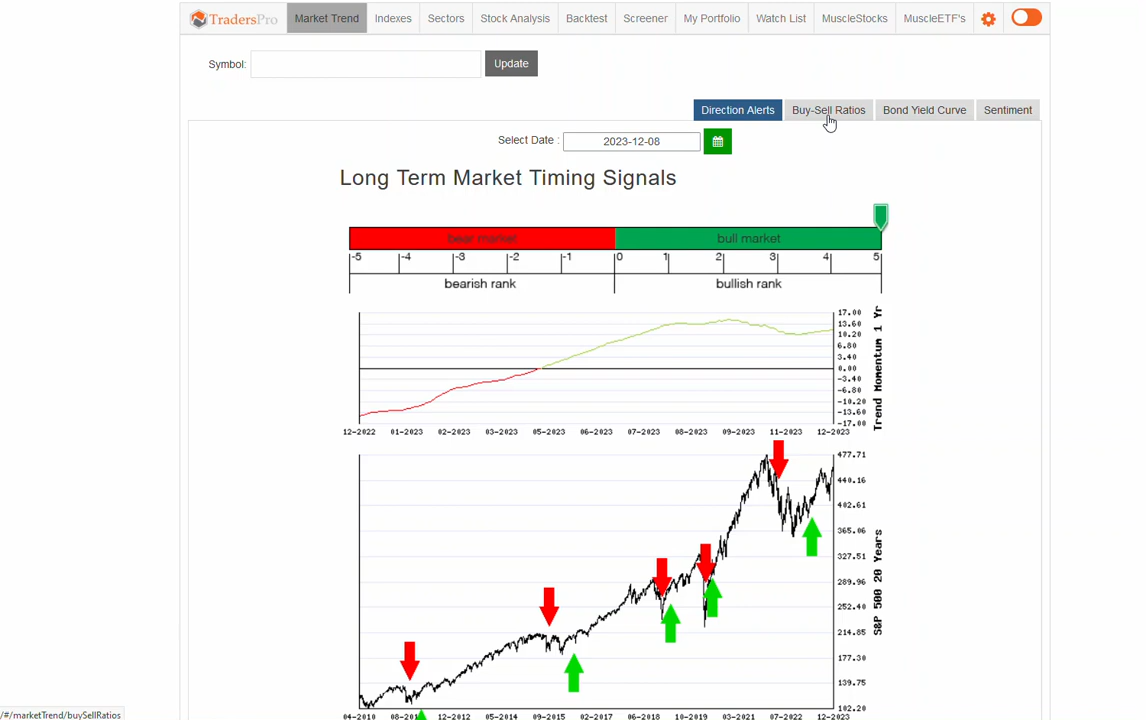 TradersPro Market Trend Indexes Sectors Stock Analysis Backtest Screener My Portfolio Watch List MuscleStocks MuscleETF's
Symbol: Update
Direction Alerts Buy-Sell Ratios Bond Yield Curve Sentiment
Select Date : 2023-12-08
Long Term Market Timing Signals
bear market bull market
-5 -4 -3 -2 -1 0 1 2 3 4 5
bearish rank bullish rank
17.00
13.60
10.20
6.80
3.40
0.00
-3.40
-6.80
-10.20
-13.60
-17.00
Trend Momentum 1 Yr
12-2022 01-2023 02-2023 03-2023 05-2023 06-2023 07-2023 08-2023 09-2023 11-2023 12-2023
477.71
440.16
402.61
365.06
327.51
289.96
252.40
214.85
177.30
139.75
102.20
S&P 500 20 Years
04-2010 08-201 12-2012 05-2014 09-2015 02-2017 06-2018 10-2019 03-2021 07-2022 12-2023
/#/marketTrend/buySellRatios